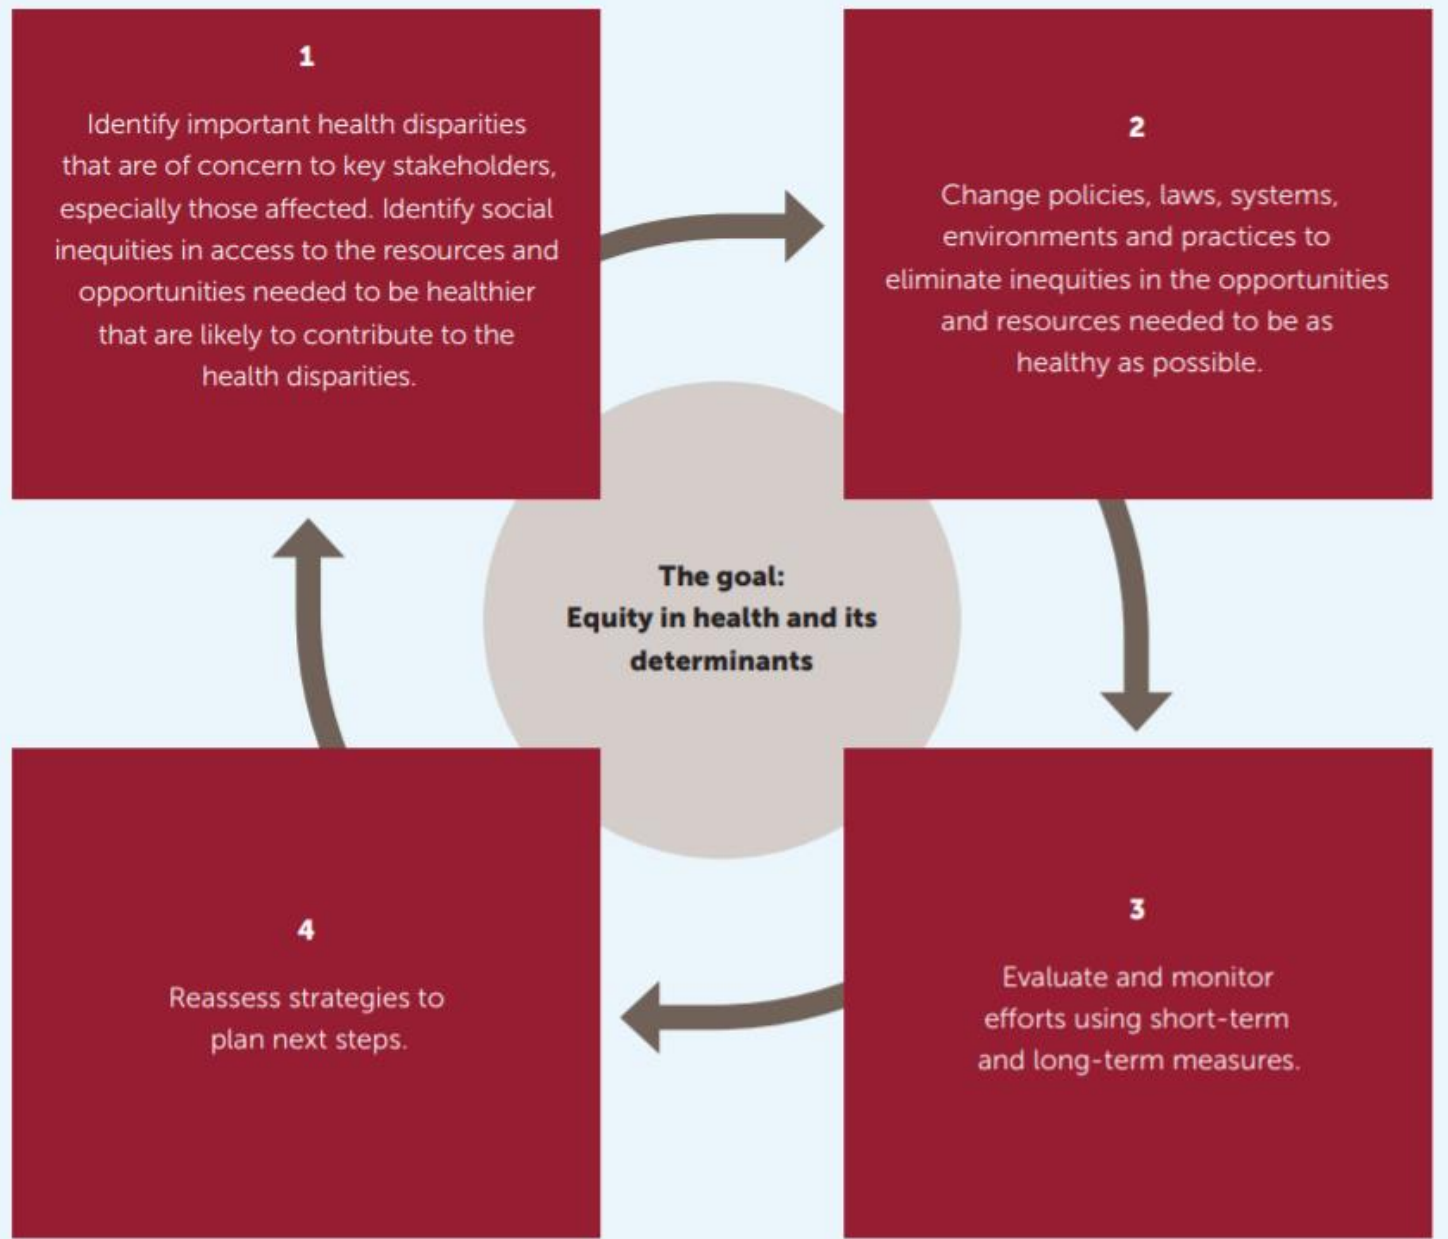 1
Identify important health disparities
that are of concern to key stakeholders,
especially those affected. Identify social
inequities in access to the resources and
opportunities needed to be healthier
that are likely to contribute to the
health disparities.
2
Change policies, laws, systems,
environments and practices to
eliminate inequities in the opportunities
and resources needed to be as
healthy as possible.
The goal:
Equity in health and its
determinants
3
Evaluate and monitor
efforts using short-term
and long-term measures.
4
Reassess strategies to
plan next steps.